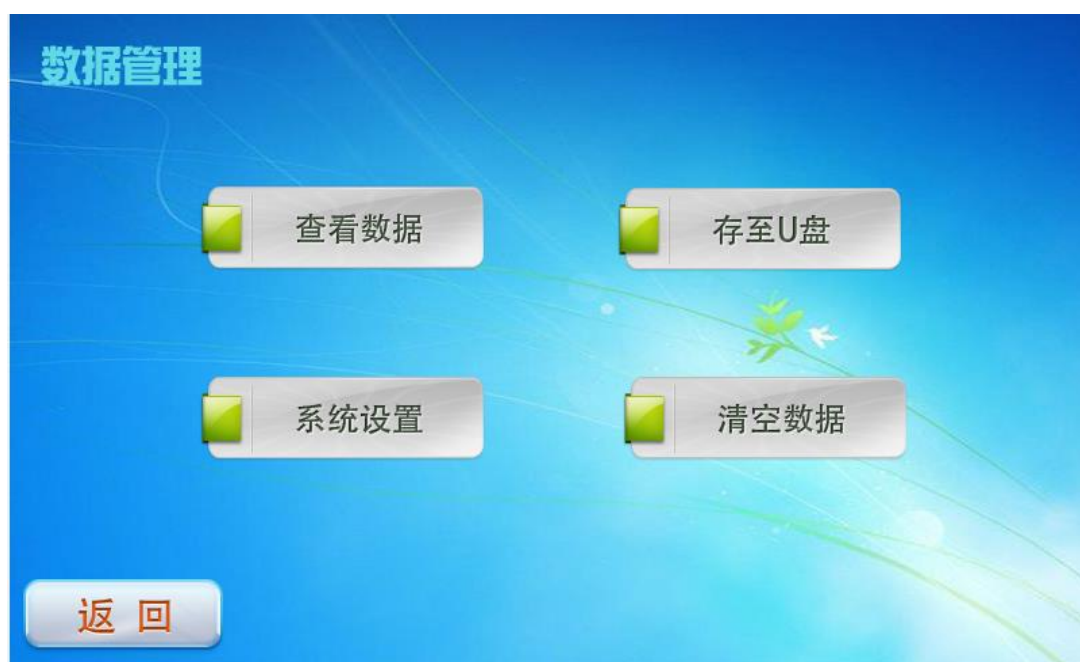 数据管理
查看数据
存至U盘
系统设置
清空数据
返回